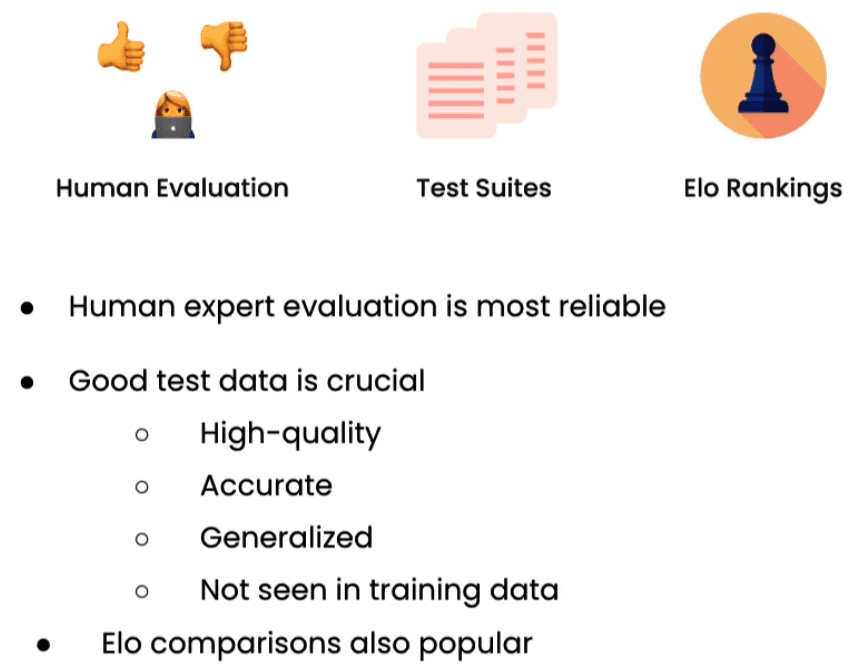 Human Evaluation
Test Suites
Elo Rankings
● Human expert evaluation is most reliable
● Good test data is crucial
○ High-quality
○ Accurate
○ Generalized
○ Not seen in training data
● Elo comparisons also popular